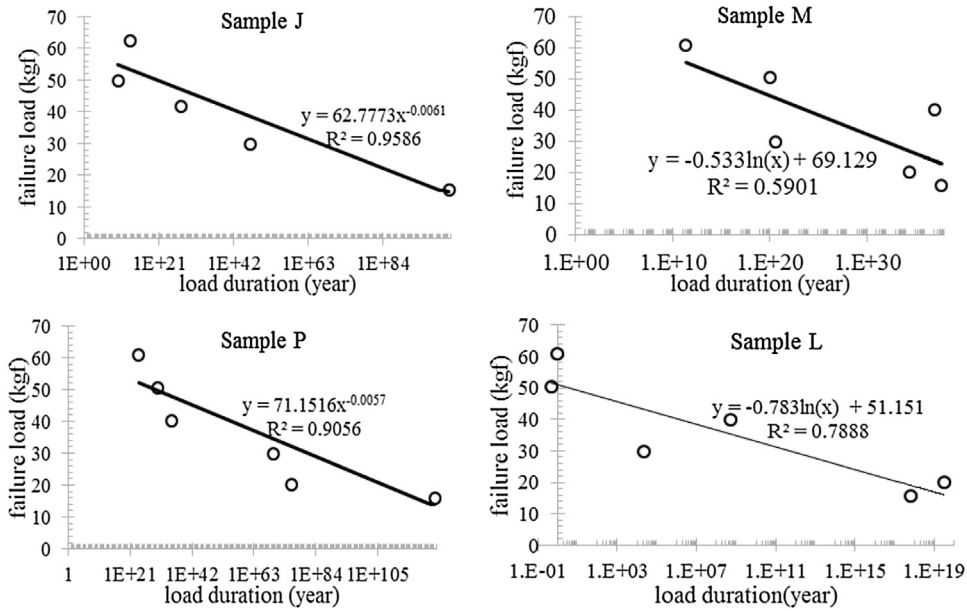 Sample J
failure load (kgf)
70
60
50
40
30
20
10
0
y = 62.7773x^-0.0061
R² = 0.9586
1E+00 1E+21 1E+42 1E+63 1E+84
load duration (year)
Sample M
failure load (kgf)
70
60
50
40
30
20
10
0
y = -0.533ln(x) + 69.129
R² = 0.5901
1.E+00 1.E+10 1.E+20 1.E+30
load duration (year)
Sample P
failure load (kgf)
70
60
50
40
30
20
10
0
y = 71.1516x^-0.0057
R² = 0.9056
1 1E+21 1E+42 1E+63 1E+84 1E+105
load duration (year)
Sample L
failure load (kgf)
70
60
50
40
30
20
10
0
y = -0.783ln(x) + 51.151
R² = 0.7888
1.E-01 1.E+03 1.E+07 1.E+11 1.E+15 1.E+19
load duration(year)